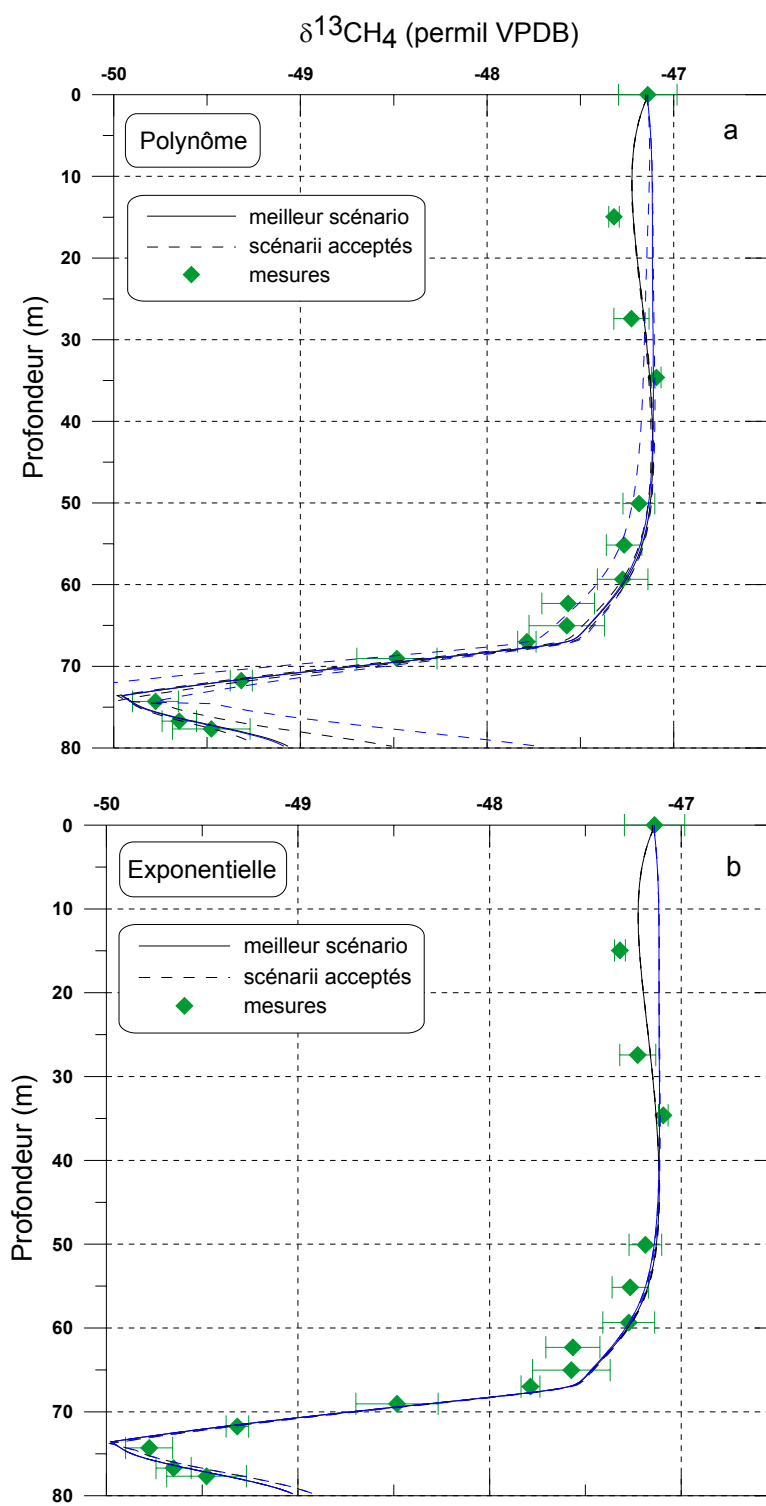 δ13CH4 (permil VPDB)
-50 -49 -48 -47
0
10
20
30
40
50
60
70
80
Profondeur (m)
Polynôme
a
meilleur scénario
scénarii acceptés
mesures
-50 -49 -48 -47
0
10
20
30
40
50
60
70
80
Profondeur (m)
Exponentielle
b
meilleur scénario
scénarii acceptés
mesures